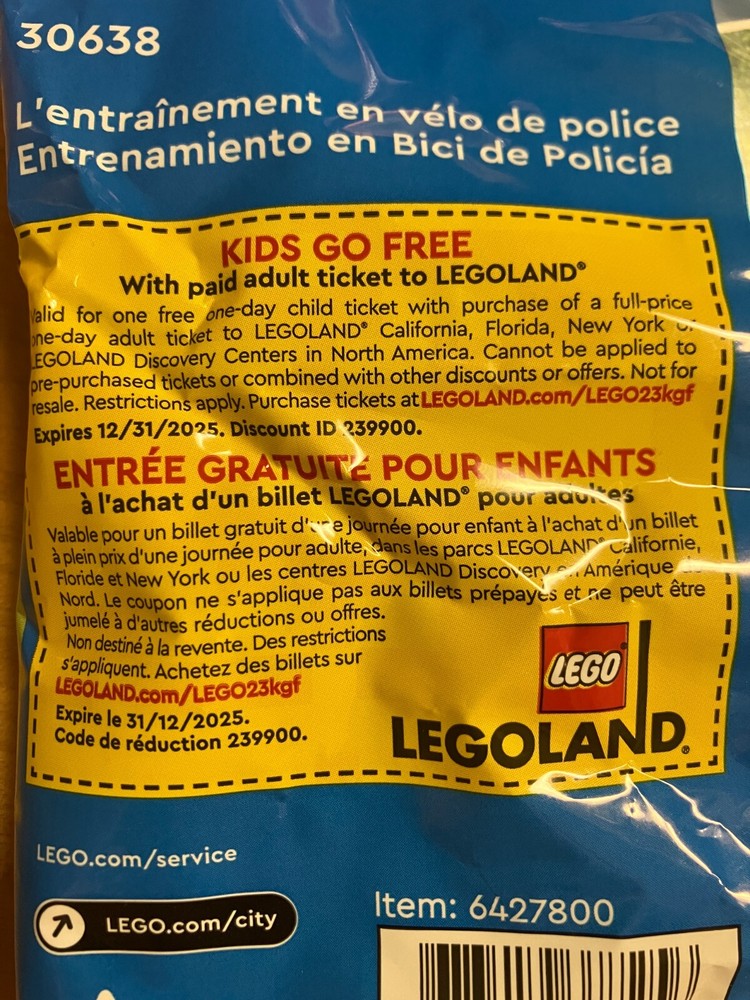 30638
L'entraînement en vélo de police
Entrenamiento en Bici de Policía
KIDS GO FREE
With paid adult ticket to LEGOLAND®
Valid for one free one-day child ticket with purchase of a full-price
one-day adult ticket to LEGOLAND® California, Florida, New York or
LEGOLAND Discovery Centers in North America. Cannot be applied to
pre-purchased tickets or combined with other discounts or offers. Not for
resale. Restrictions apply. Purchase tickets at LEGOLAND.com/LEGO23kgf
Expires 12/31/2025. Discount ID 239900.
ENTRÉE GRATUITE POUR ENFANTS
à l'achat d'un billet LEGOLAND® pour adultes
Valable pour un billet gratuit d'une journée pour enfant à l'achat d'un billet
à plein prix d'une journée pour adulte, dans les parcs LEGOLAND® Californie,
Floride et New York ou les centres LEGOLAND Discovery en Amérique du
Nord. Le coupon ne s'applique pas aux billets prépayés et ne peut être
jumelé à d'autres réductions ou offres.
Non destiné à la revente. Des restrictions
s'appliquent. Achetez des billets sur
LEGOLAND.com/LEGO23kgf
Expire le 31/12/2025.
Code de réduction 239900.
LEGO
LEGOLAND®
LEGO.com/service
LEGO.com/city
Item: 6427800